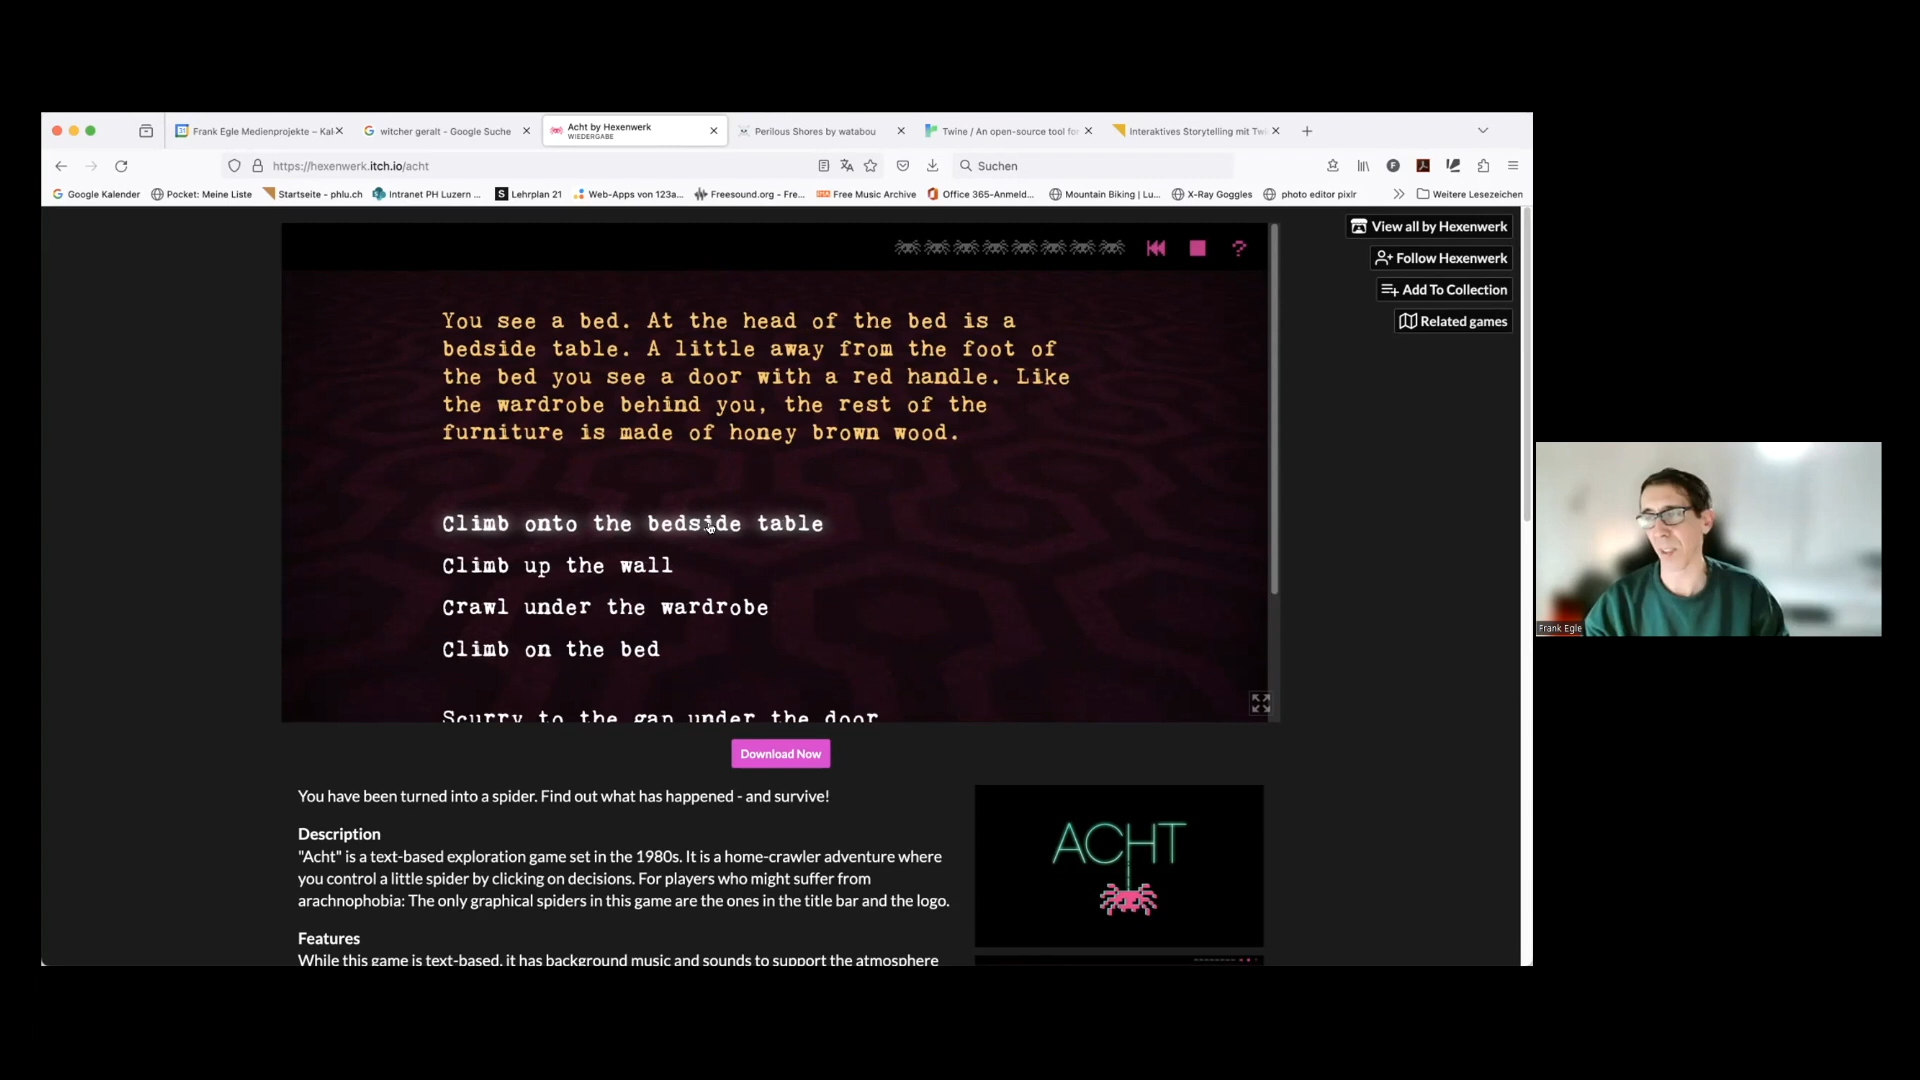 Frank Egle Medienprojekte – Kal
witcher geralt - Google Suche
Acht by Hexenwerk
WIEDERGABE
Perilous Shores by watabou
Twine / An open-source tool for
Interaktives Storytelling mit Twi
https://hexenwerk.itch.io/acht
Suchen
Google Kalender
Pocket: Meine Liste
Startseite - phlu.ch
Intranet PH Luzern ...
Lehrplan 21
Web-Apps von 123a...
Freesound.org - Fre...
Free Music Archive
Office 365-Anmeld...
Mountain Biking | Lu...
X-Ray Goggles
photo editor pixlr
Weitere Lesezeichen
View all by Hexenwerk
Follow Hexenwerk
Add To Collection
Related games
?
You see a bed. At the head of the bed is a
bedside table. A little away from the foot of
the bed you see a door with a red handle. Like
the wardrobe behind you, the rest of the
furniture is made of honey brown wood.
Climb onto the bedside table
Climb up the wall
Crawl under the wardrobe
Climb on the bed
Scurry to the gap under the door
Download Now
You have been turned into a spider. Find out what has happened - and survive!
Description
"Acht" is a text-based exploration game set in the 1980s. It is a home-crawler adventure where
you control a little spider by clicking on decisions. For players who might suffer from
arachnophobia: The only graphical spiders in this game are the ones in the title bar and the logo.
Features
While this game is text-based, it has background music and sounds to support the atmosphere
ACHT
Frank Egle